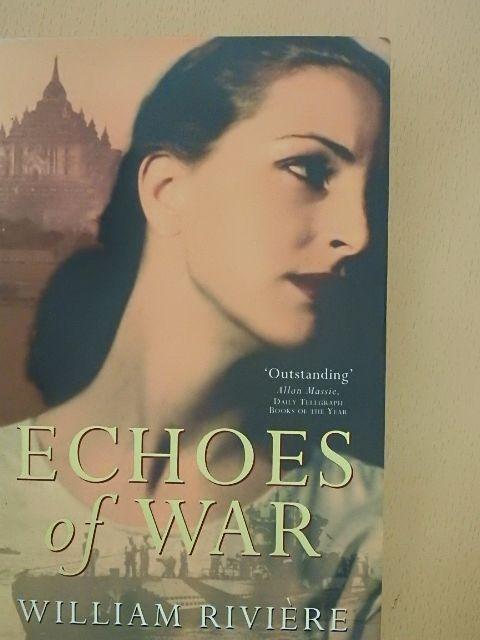 ‘Outstanding’
Allan Massie,
DAILY TELEGRAPH
BOOKS OF THE YEAR
ECHOES
of WAR
WILLIAM RIVIÈRE